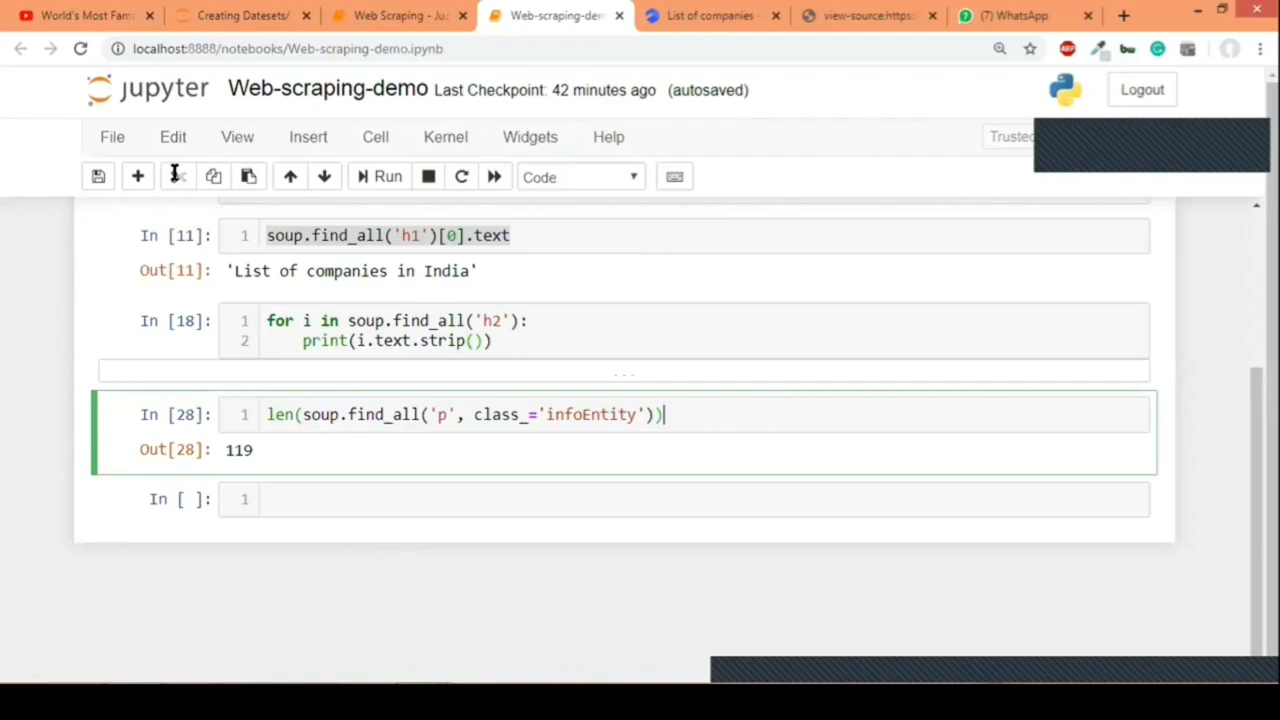 World's Most Fam
Creating Datesets/
Web Scraping - Ju
Web-scraping-den
List of companies -
view-source:https:
(7) WhatsApp
localhost:8888/notebooks/Web-scraping-demo.ipynb
ABP
jupyter Web-scraping-demo Last Checkpoint: 42 minutes ago (autosaved)
Logout
File Edit View Insert Cell Kernel Widgets Help
Trusted
Run
Code
In [11]: 1 soup.find_all('h1')[0].text
Out[11]: 'List of companies in India'
In [18]: 1 for i in soup.find_all('h2'):
2 print(i.text.strip())
...
In [28]: 1 len(soup.find_all('p', class_='infoEntity'))
Out[28]: 119
In [ ]: 1